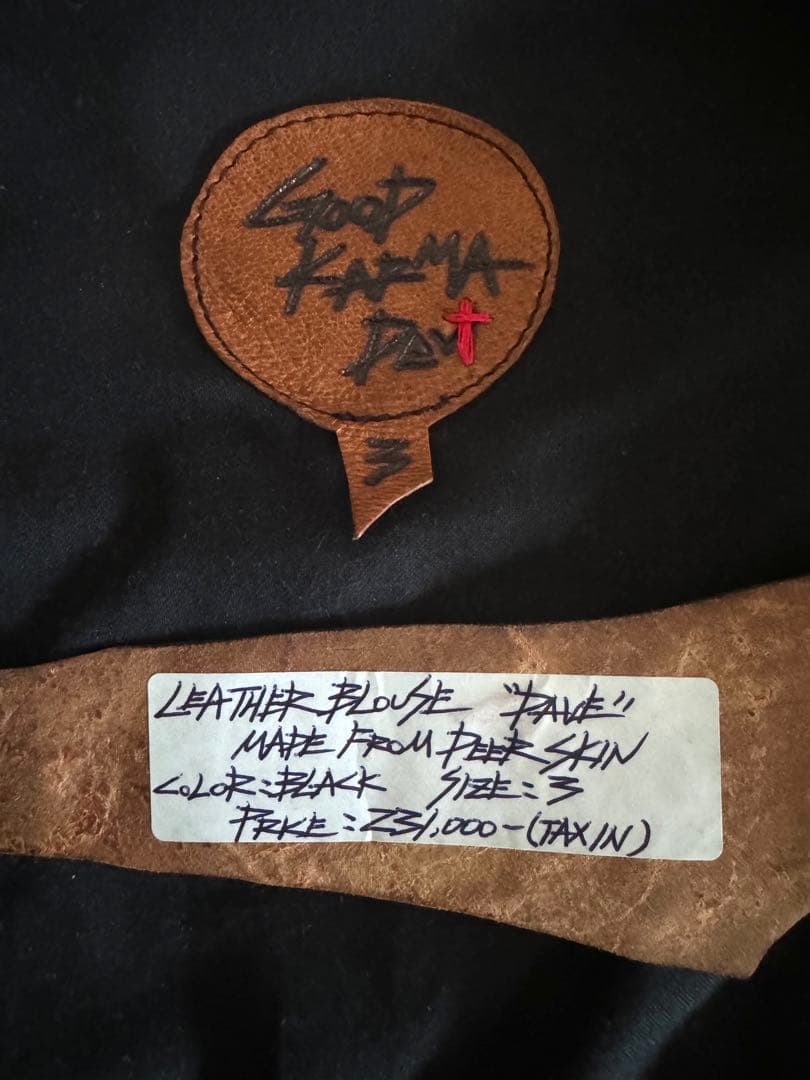 GOOD
KARMA
DAY
3
LEATHER BLOUSE "DAVE"
MADE FROM DEER SKIN
COLOR:BLACK SIZE:3
PRICE:231,000-(TAX IN)